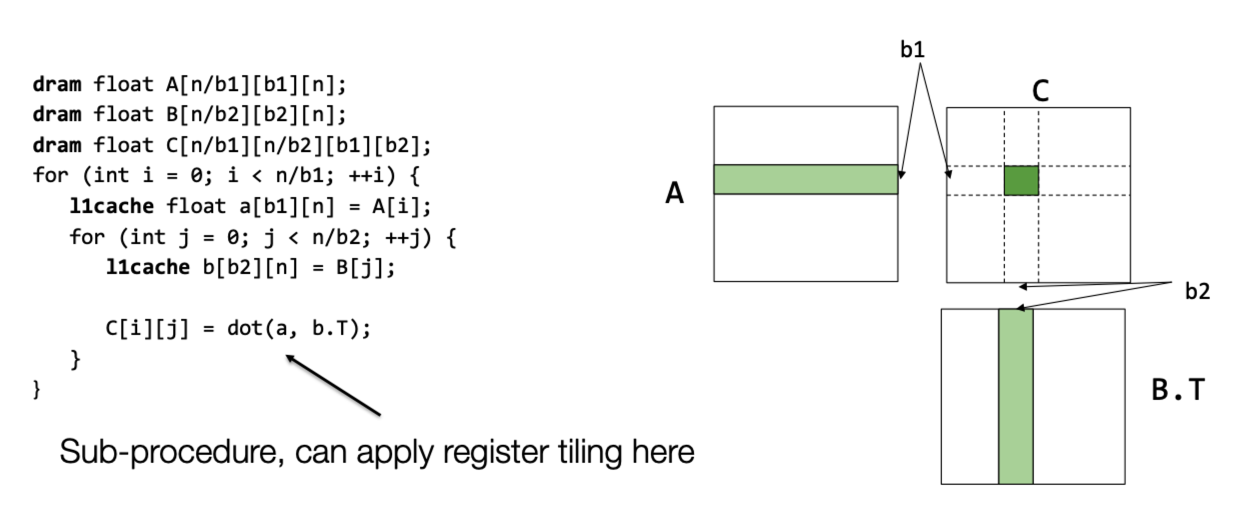 dram float A[n/b1][b1][n];
dram float B[n/b2][b2][n];
dram float C[n/b1][n/b2][b1][b2];
for (int i = 0; i < n/b1; ++i) {
l1cache float a[b1][n] = A[i];
for (int j = 0; j < n/b2; ++j) {
l1cache b[b2][n] = B[j];
C[i][j] = dot(a, b.T);
}
}
Sub-procedure, can apply register tiling here
b1
C
A
b2
B.T